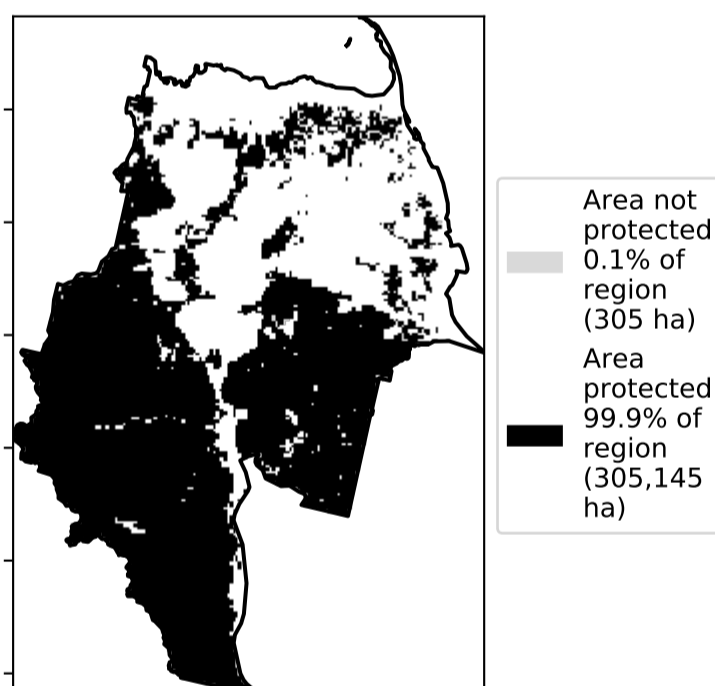 Area not
protected
0.1% of
region
(305 ha)
Area
protected
99.9% of
region
(305,145
ha)